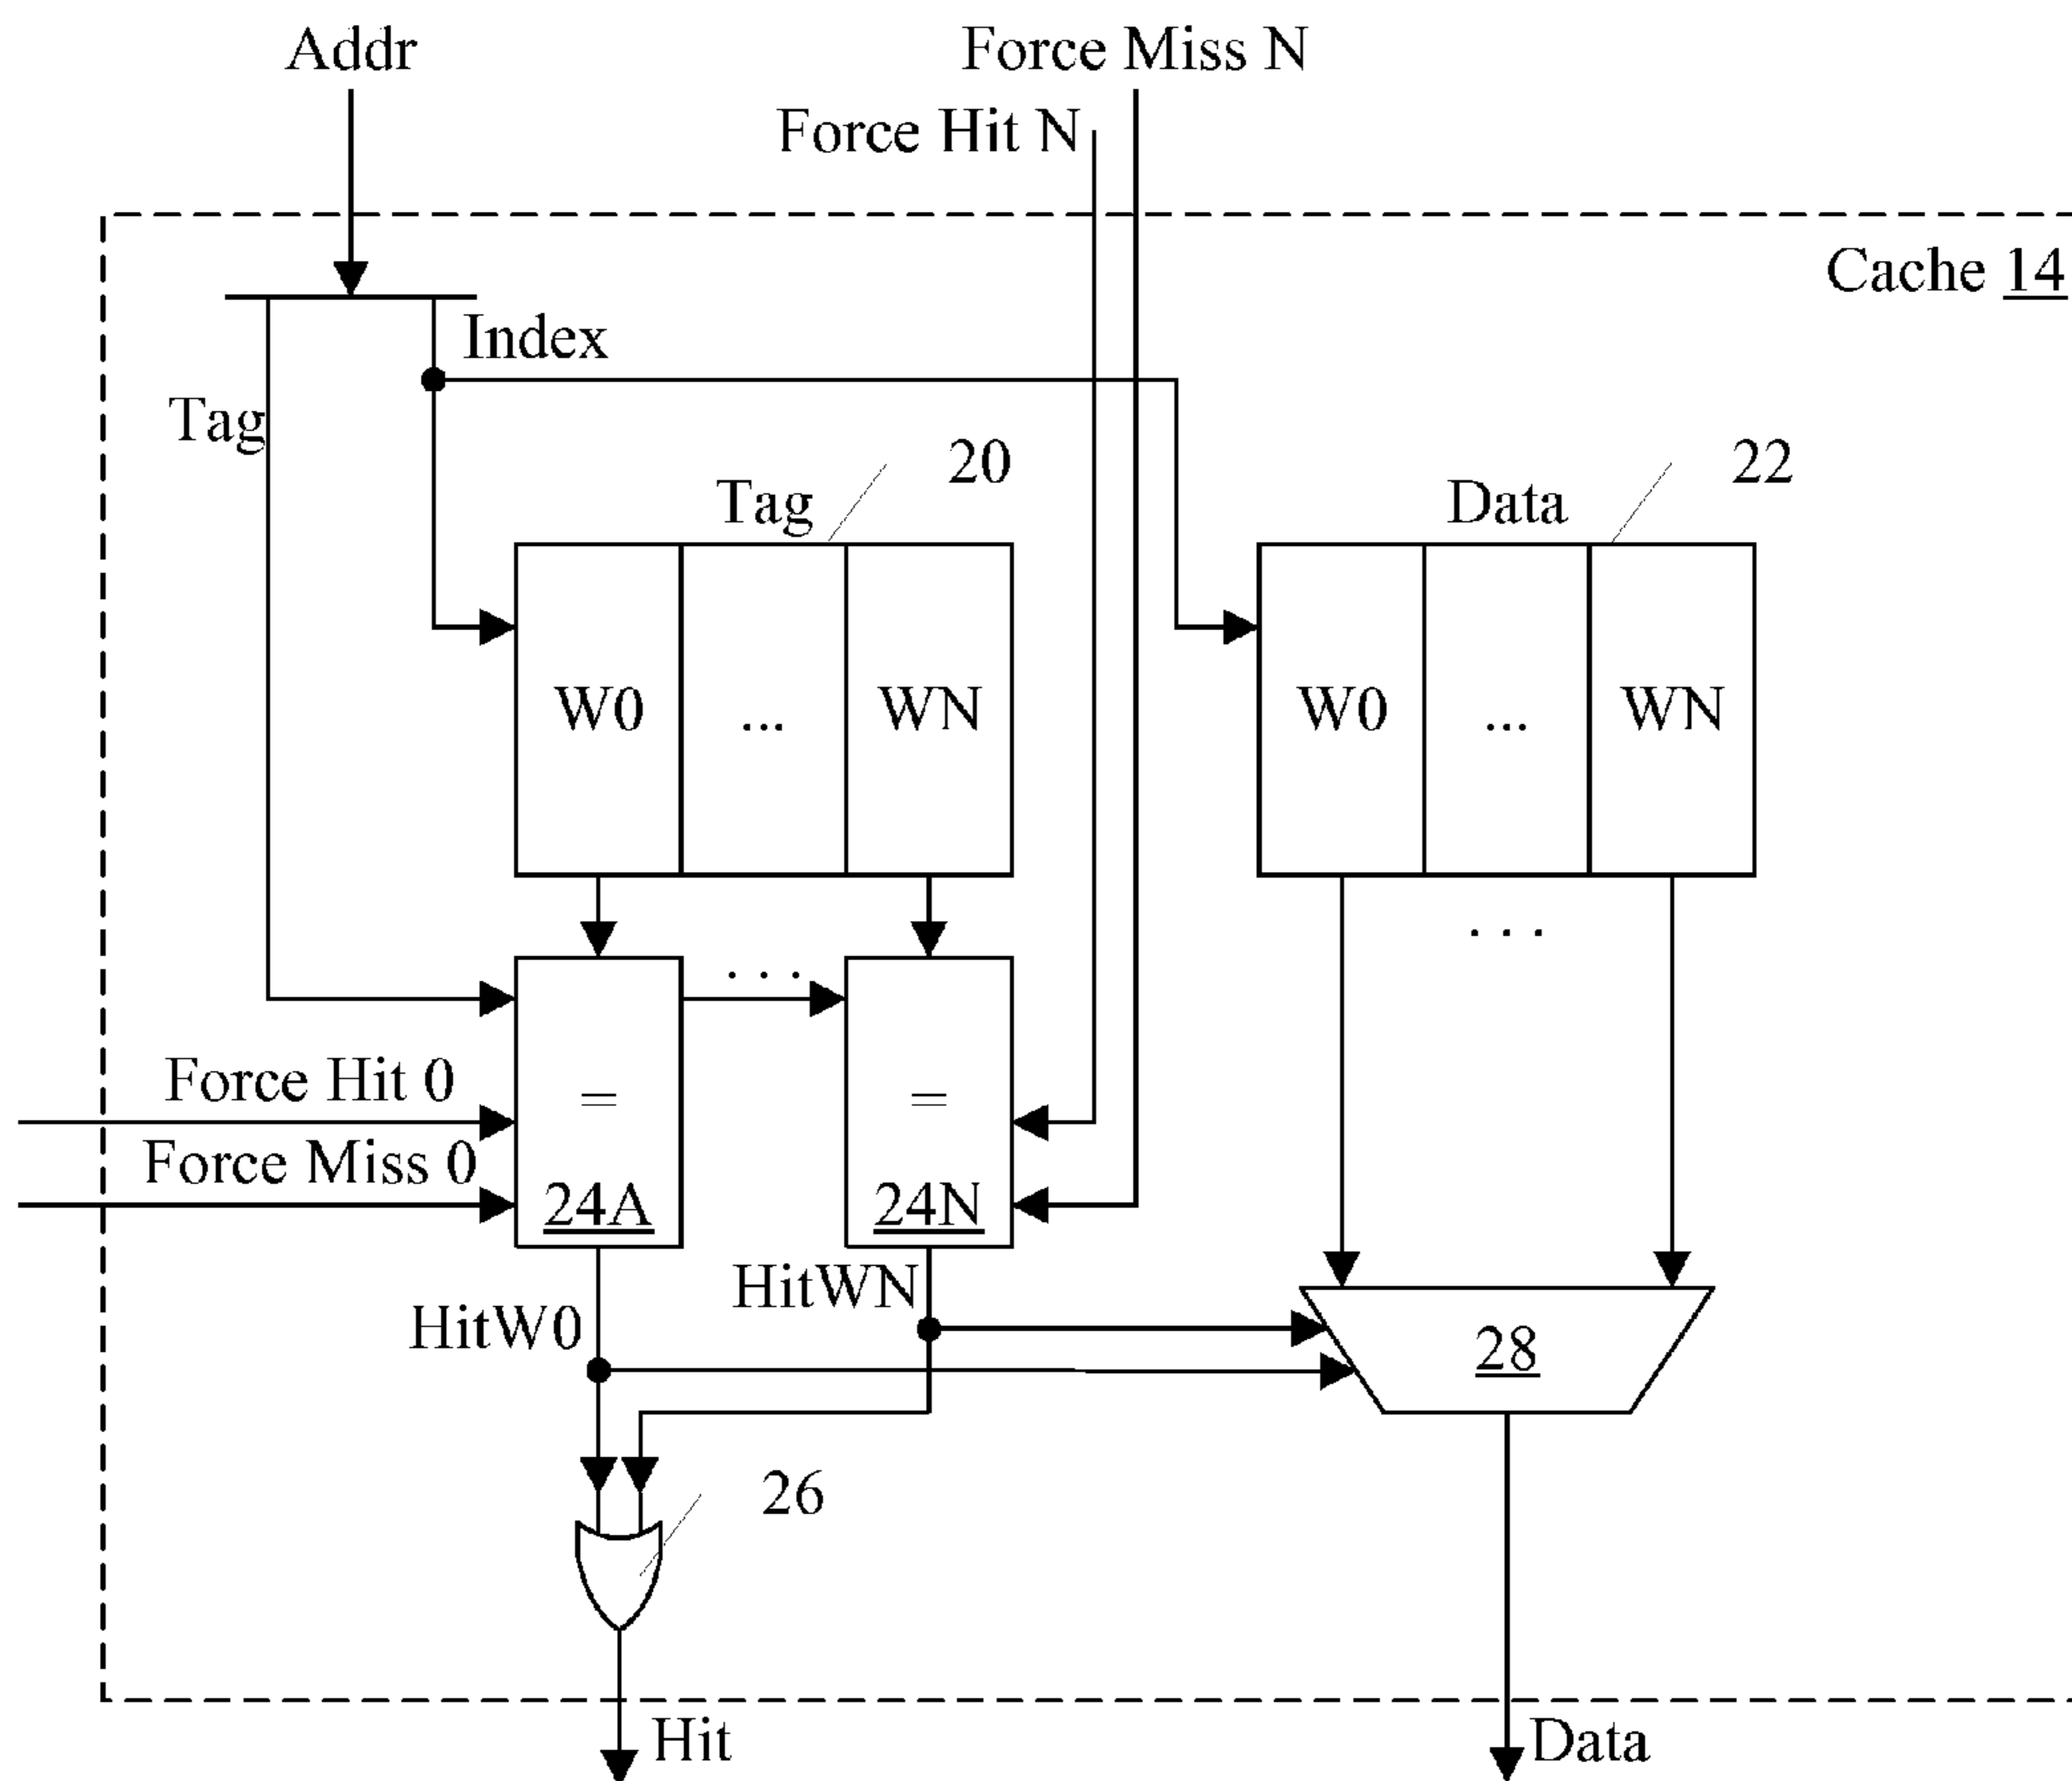 Addr
Force Miss N
Force Hit N
Cache 14
Index
Tag
20
22
Tag
Data
W0
...
WN
W0
...
WN
. . .
. . .
Force Hit 0
=
=
Force Miss 0
24A
24N
HitWN
HitW0
28
26
Hit
Data